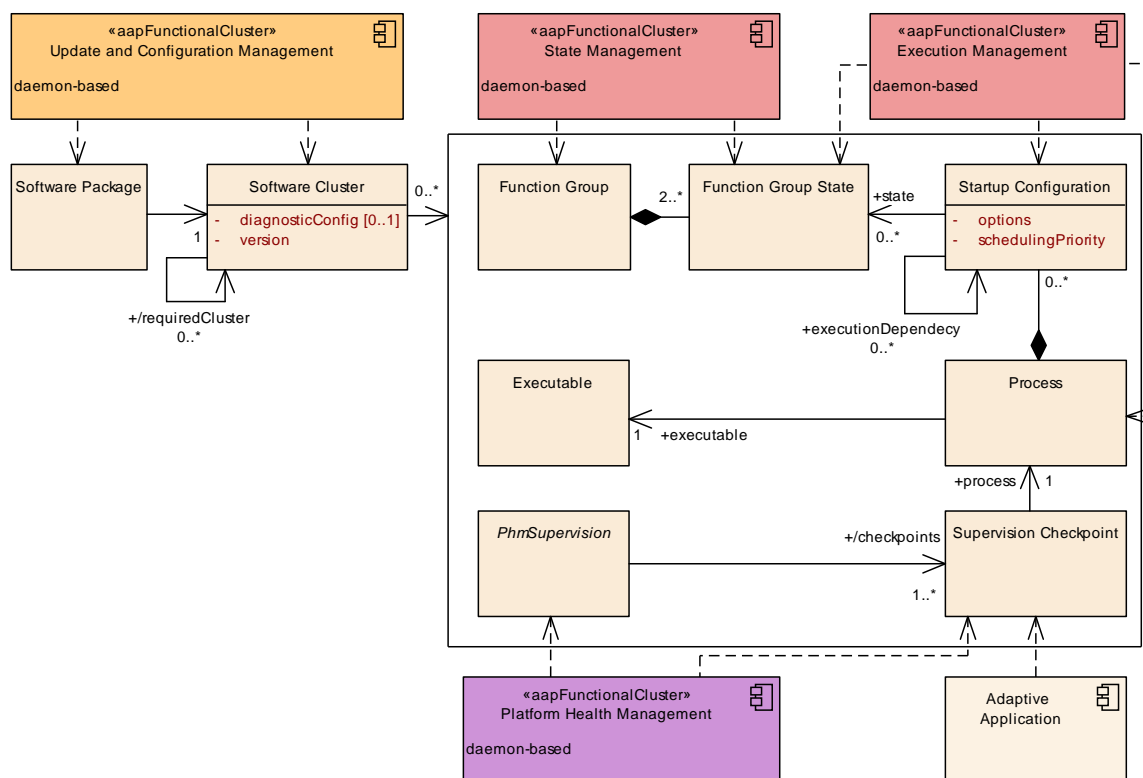 «aapFunctionalCluster»
Update and Configuration Management
daemon-based
«aapFunctionalCluster»
State Management
daemon-based
«aapFunctionalCluster»
Execution Management
daemon-based
Software Package
Software Cluster
- diagnosticConfig [0..1]
- version
1
0..*
+/requiredCluster
0..*
Function Group
2..*
Function Group State
+state
0..*
Startup Configuration
- options
- schedulingPriority
+executionDependecy
0..*
0..*
Executable
1
+executable
Process
+process
1
PhmSupervision
+/checkpoints
1..*
Supervision Checkpoint
«aapFunctionalCluster»
Platform Health Management
daemon-based
Adaptive
Application